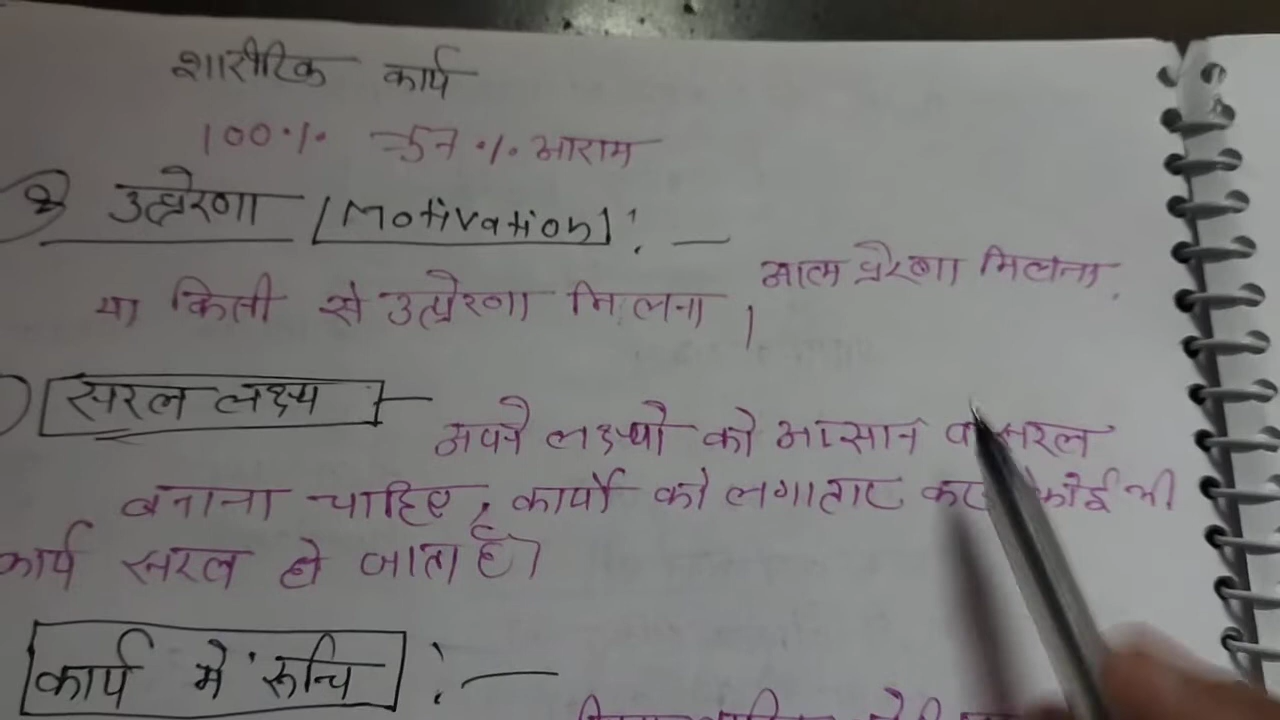 शारीरिक कार्य
100% आराम
उत्प्रेरणा (Motivation) : —
आत्म प्रेरणा मिलना
या किसी से उत्प्रेरणा मिलना ।
सरल लक्ष्य —
अपने लक्ष्यो को आसान व सरल
बनाना चाहिए, कार्यो को लगातार कोई भी
कार्य सरल हो जाता है।
कार्य में रूचि : —